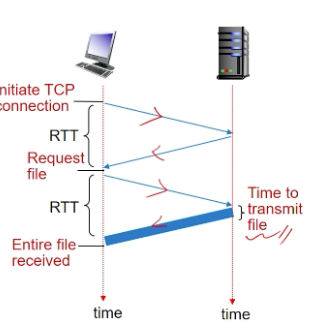 nitiate TCP
connection
RTT
Request
file
RTT
Time to
transmit
file
Entire file
received
time
time